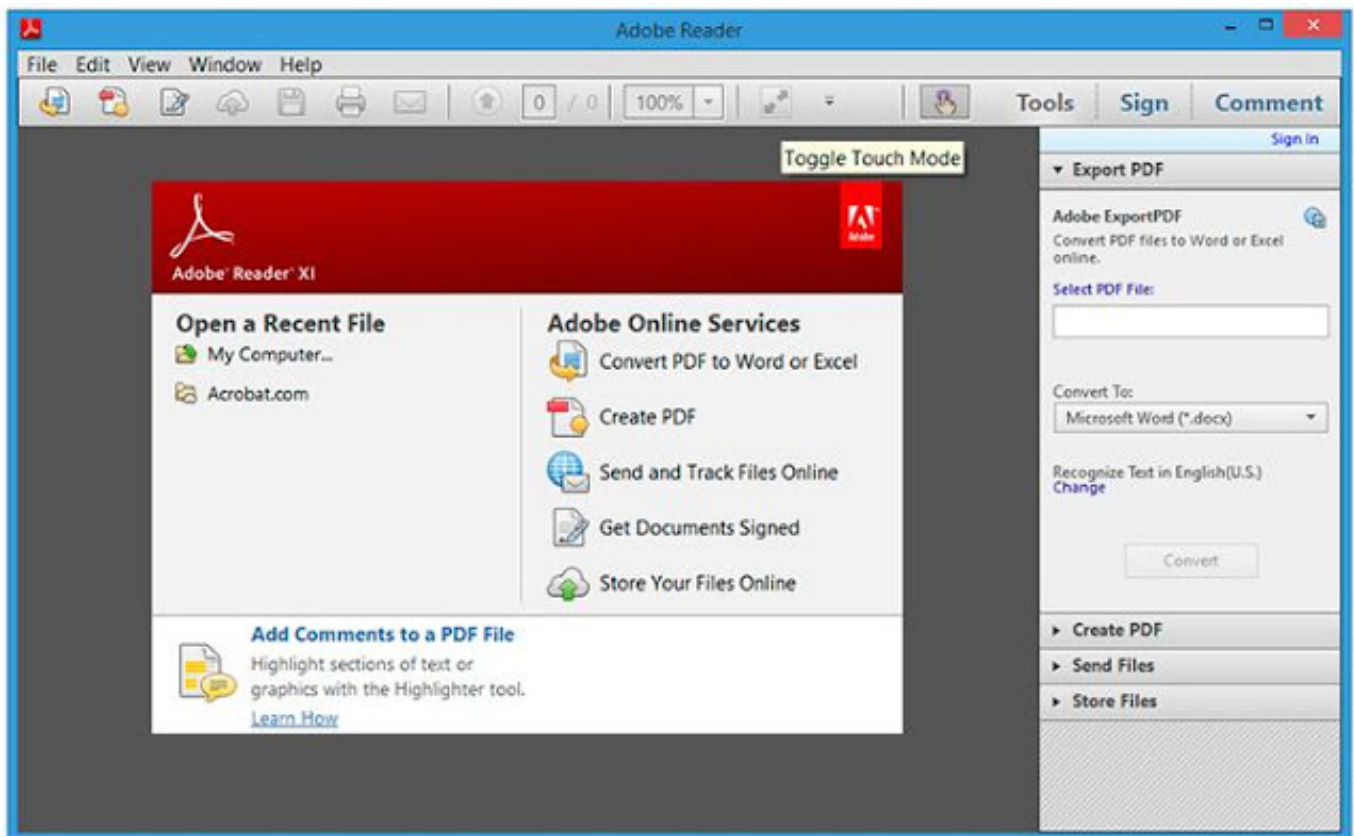 Adobe Reader
File Edit View Window Help
0 / 0 100% Tools Sign Comment
Toggle Touch Mode
Sign In
Export PDF
Adobe ExportPDF
Convert PDF files to Word or Excel
online.
Select PDF File:
Convert To:
Microsoft Word (*.docx)
Recognize Text in English(U.S.)
Change
Convert
Create PDF
Send Files
Store Files
Adobe® Reader® XI
Adobe
Open a Recent File
My Computer...
Acrobat.com
Adobe Online Services
Convert PDF to Word or Excel
Create PDF
Send and Track Files Online
Get Documents Signed
Store Your Files Online
Add Comments to a PDF File
Highlight sections of text or
graphics with the Highlighter tool.
Learn How